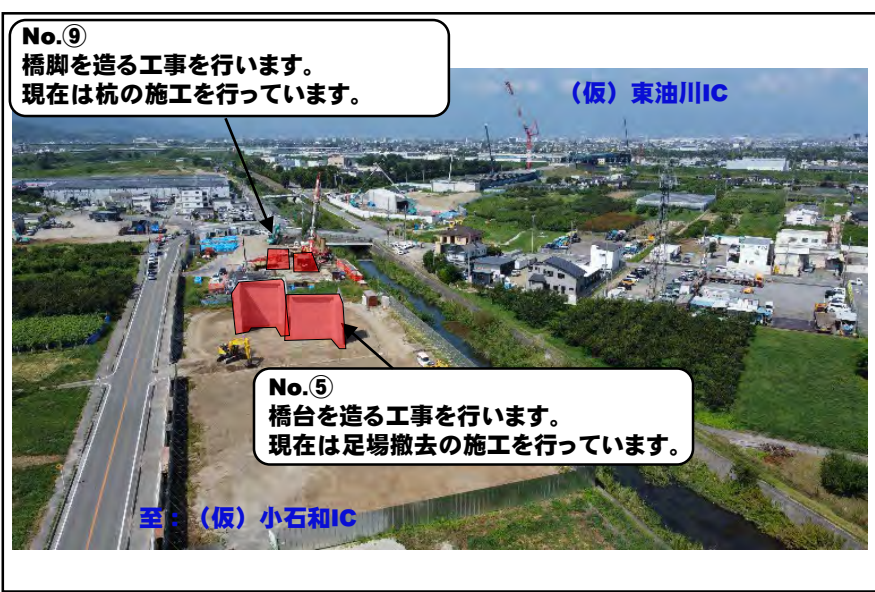 No.⑨
橋脚を造る工事を行います。
現在は杭の施工を行っています。
（仮）東油川IC
No.⑤
橋台を造る工事を行います。
現在は足場撤去の施工を行っています。
至：（仮）小石和IC